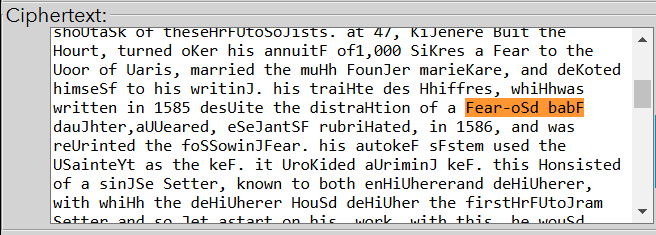 Ciphertext:
shoUtaSk of theseHrFUtoSoJists. at 47, KiJenere Buit the
Hourt, turned oKer his annuitF of1,000 SiKres a Fear to the
Uoor of Uaris, married the muHh FounJer marieKare, and deKoted
himseSf to his writinJ. his traiHte des Hhiffres, whiHhwas
written in 1585 desUite the distraHtion of a Fear-oSd babF
dauJhter,aUUeared, eSeJantSF rubriHated, in 1586, and was
reUrinted the foSSowinJFear. his autokeF sFstem used the
USainteYt as the keF. it UroKided aUriminJ keF. this Honsisted
of a sinJSe Setter, known to both enHiUhererand deHiUherer,
with whiHh the deHiUherer HouSd deHiUher the firstHrFUtoJram
Setter and so Jet astart on his work. with this, he wouSd